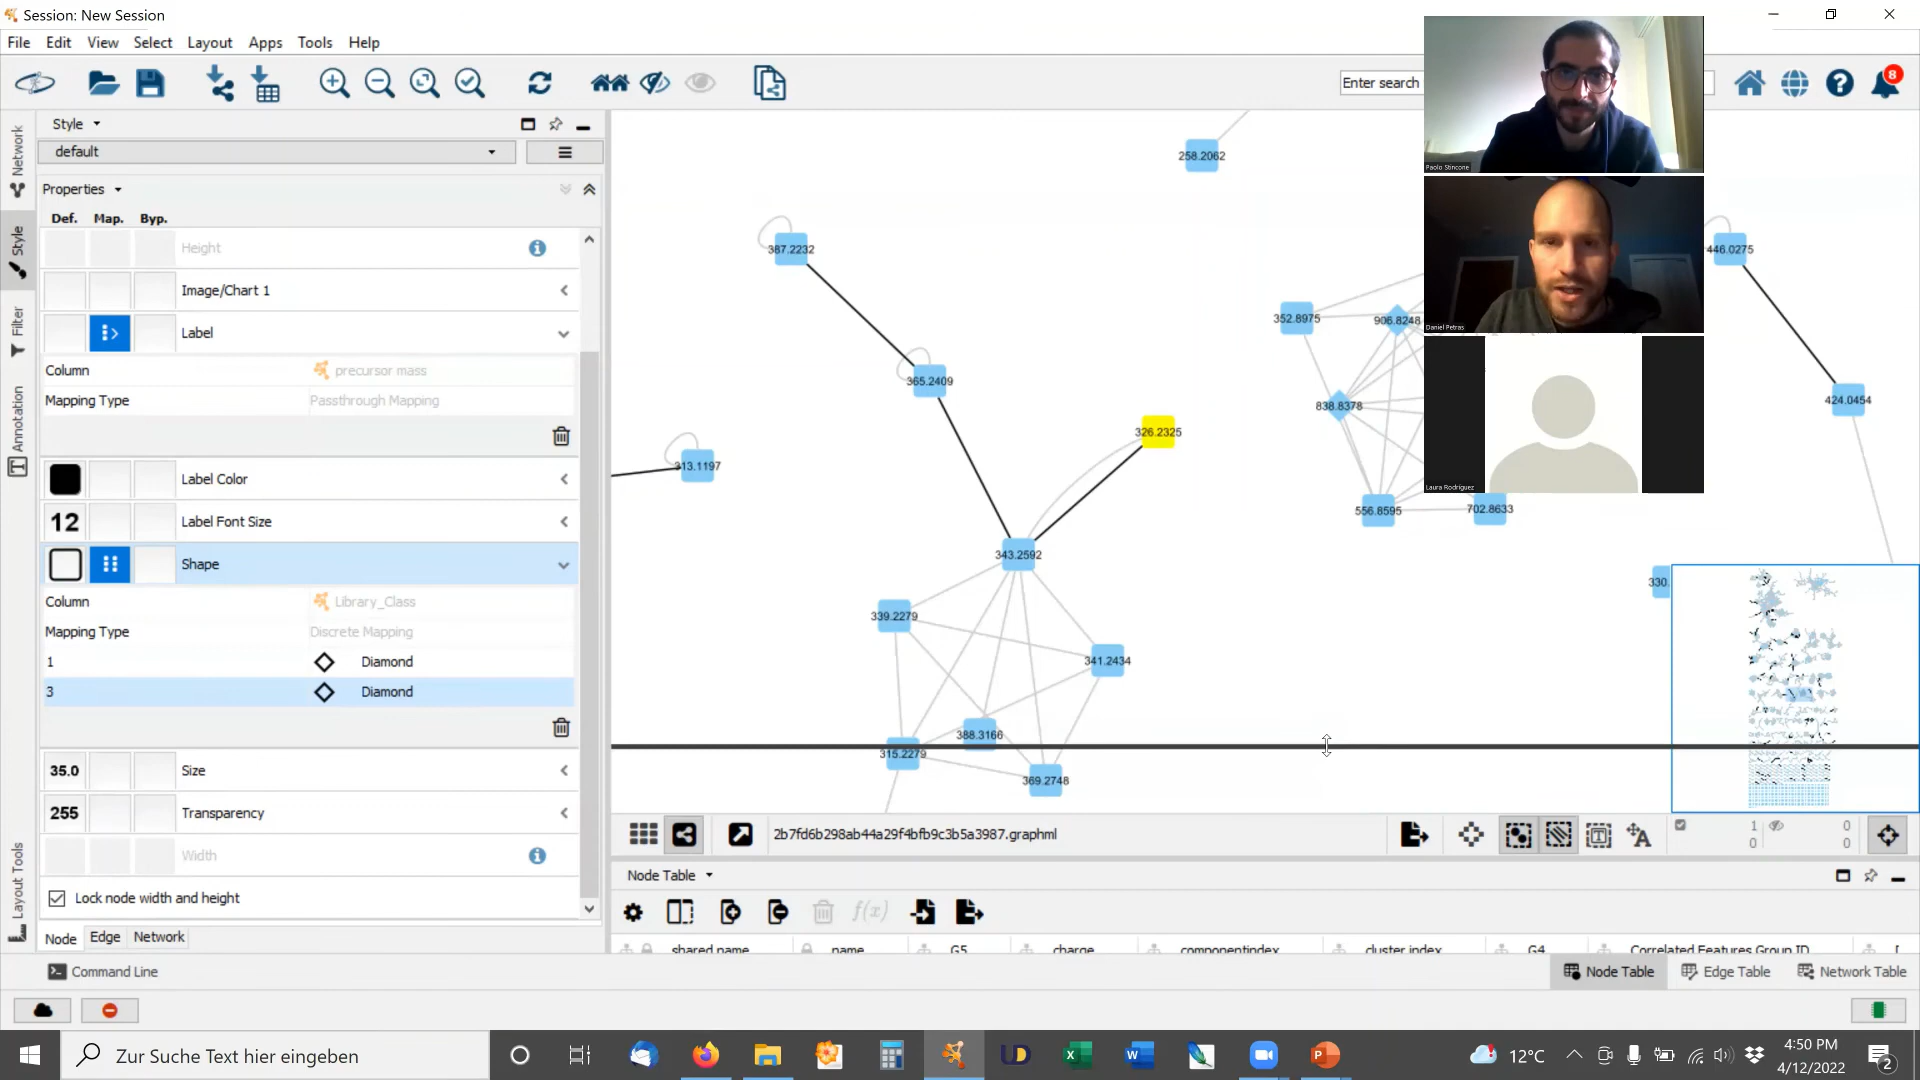 Session: New Session
File Edit View Select Layout Apps Tools Help
Enter search
8
Network
Style
Filter
Annotation
Layout Tools
Style
default
Properties
Def. Map. Byp.
Height
Image/Chart 1
Label
Column precursor mass
Mapping Type Passthrough Mapping
Label Color
12 Label Font Size
Shape
Column Library_Class
Mapping Type Discrete Mapping
1 Diamond
3 Diamond
35.0 Size
255 Transparency
Width
Lock node width and height
Node Edge Network
258.2062
387.2232
446.0275
352.8975
906.8248
365.2409
424.0454
838.8378
326.2325
313.1197
556.8595
702.8633
343.2592
330.
339.2279
341.2434
388.3166
315.2279
369.2748
Paolo Stincone
Daniel Petras
Laura Rodriguez
2b7fd6b298ab44a29f4bfb9c3b5a3987.graphml
1 0
0 0
Node Table
f(x)
shared name name G5 charge componentindex cluster index G4 Correlated Features Group ID
Command Line
Node Table Edge Table Network Table
Zur Suche Text hier eingeben
12°C
4:50 PM
4/12/2022
2